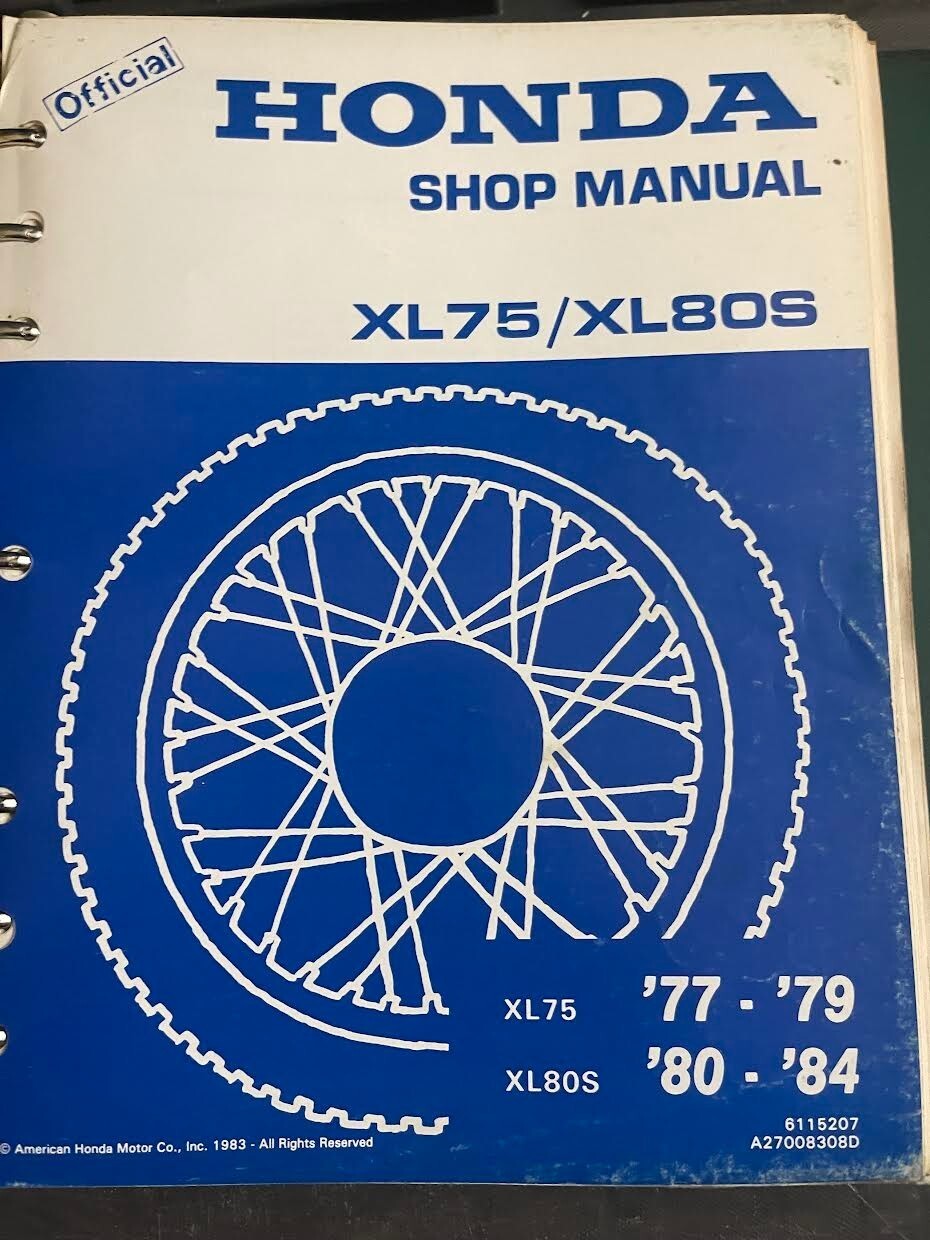 Official
HONDA
SHOP MANUAL
XL75/XL80S
XL75 '77 - '79
XL80S '80 - '84
6115207
A27008308D
© American Honda Motor Co., Inc. 1983 - All Rights Reserved